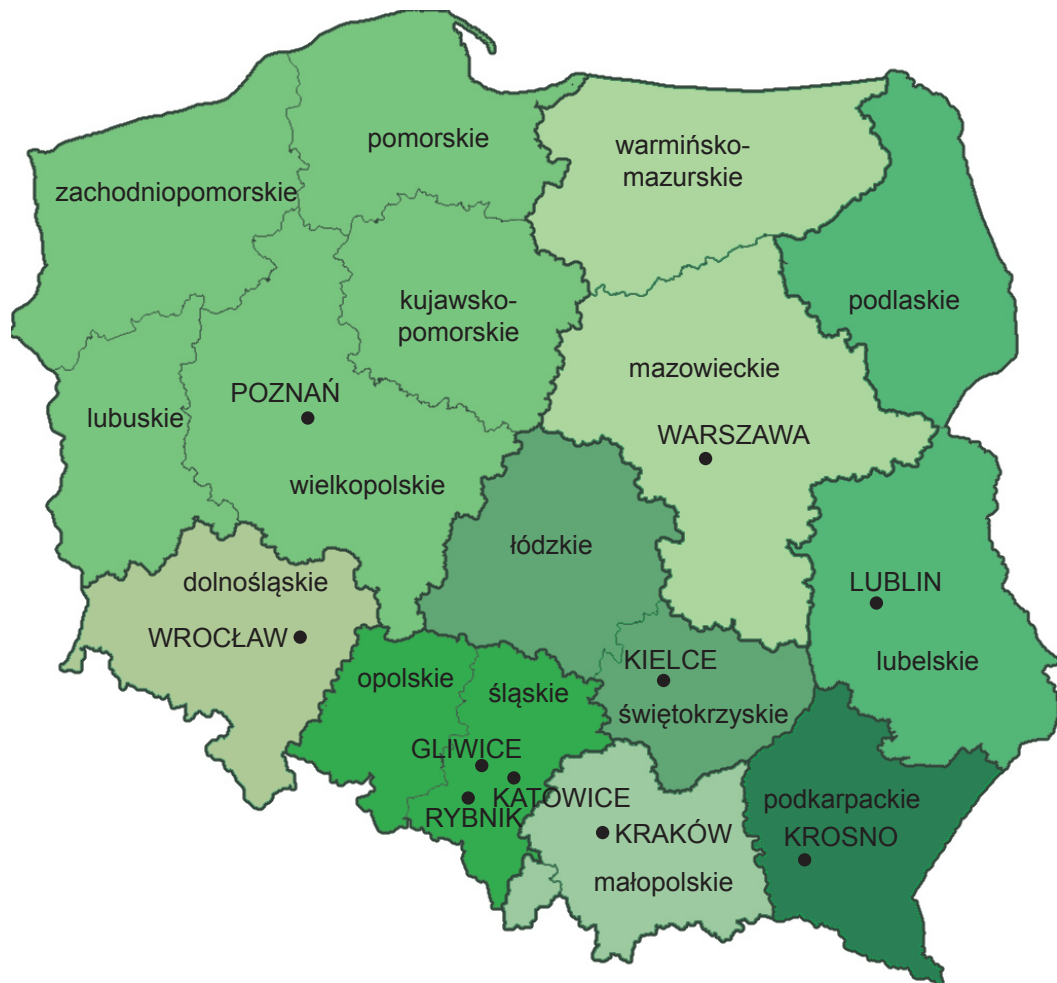 pomorskie
warmińsko-
mazurskie
zachodniopomorskie
kujawsko-
pomorskie
podlaskie
mazowieckie
POZNAŃ
lubuskie
WARSZAWA
wielkopolskie
łódzkie
dolnośląskie
LUBLIN
WROCŁAW
KIELCE
lubelskie
opolskie
śląskie
świętokrzyskie
GLIWICE
KATOWICE
podkarpackie
RYBNIK
KRAKÓW
KROSNO
małopolskie